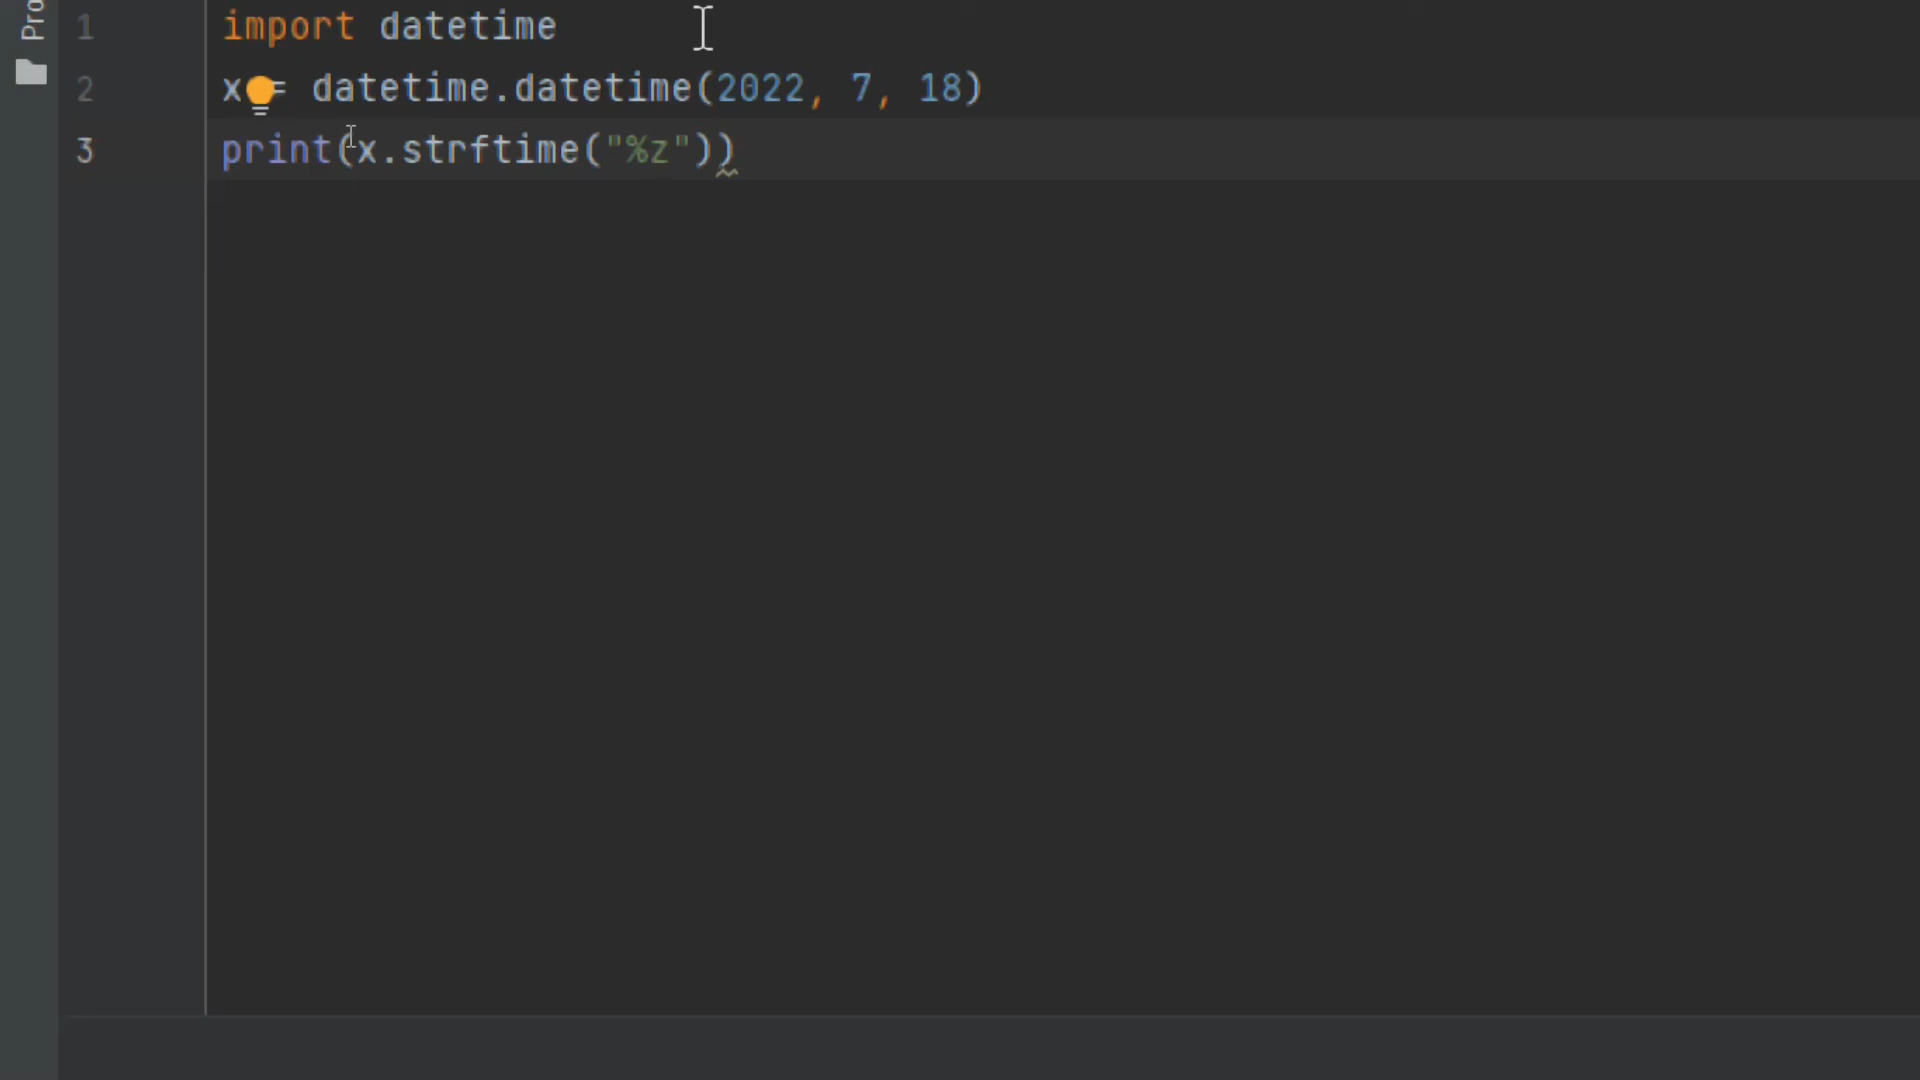 Pro
1 import datetime
2 x = datetime.datetime(2022, 7, 18)
3 print(x.strftime("%z"))